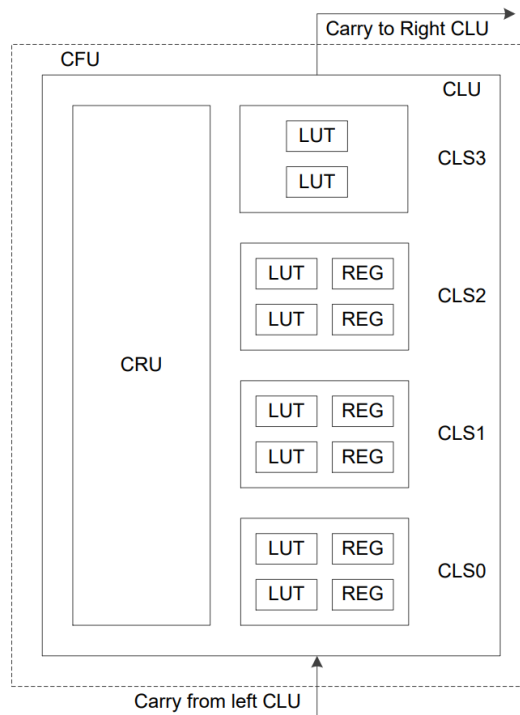 Carry to Right CLU
CFU
CLU
LUT
LUT
CLS3
LUT REG
LUT REG
CLS2
CRU
LUT REG
LUT REG
CLS1
LUT REG
LUT REG
CLS0
Carry from left CLU